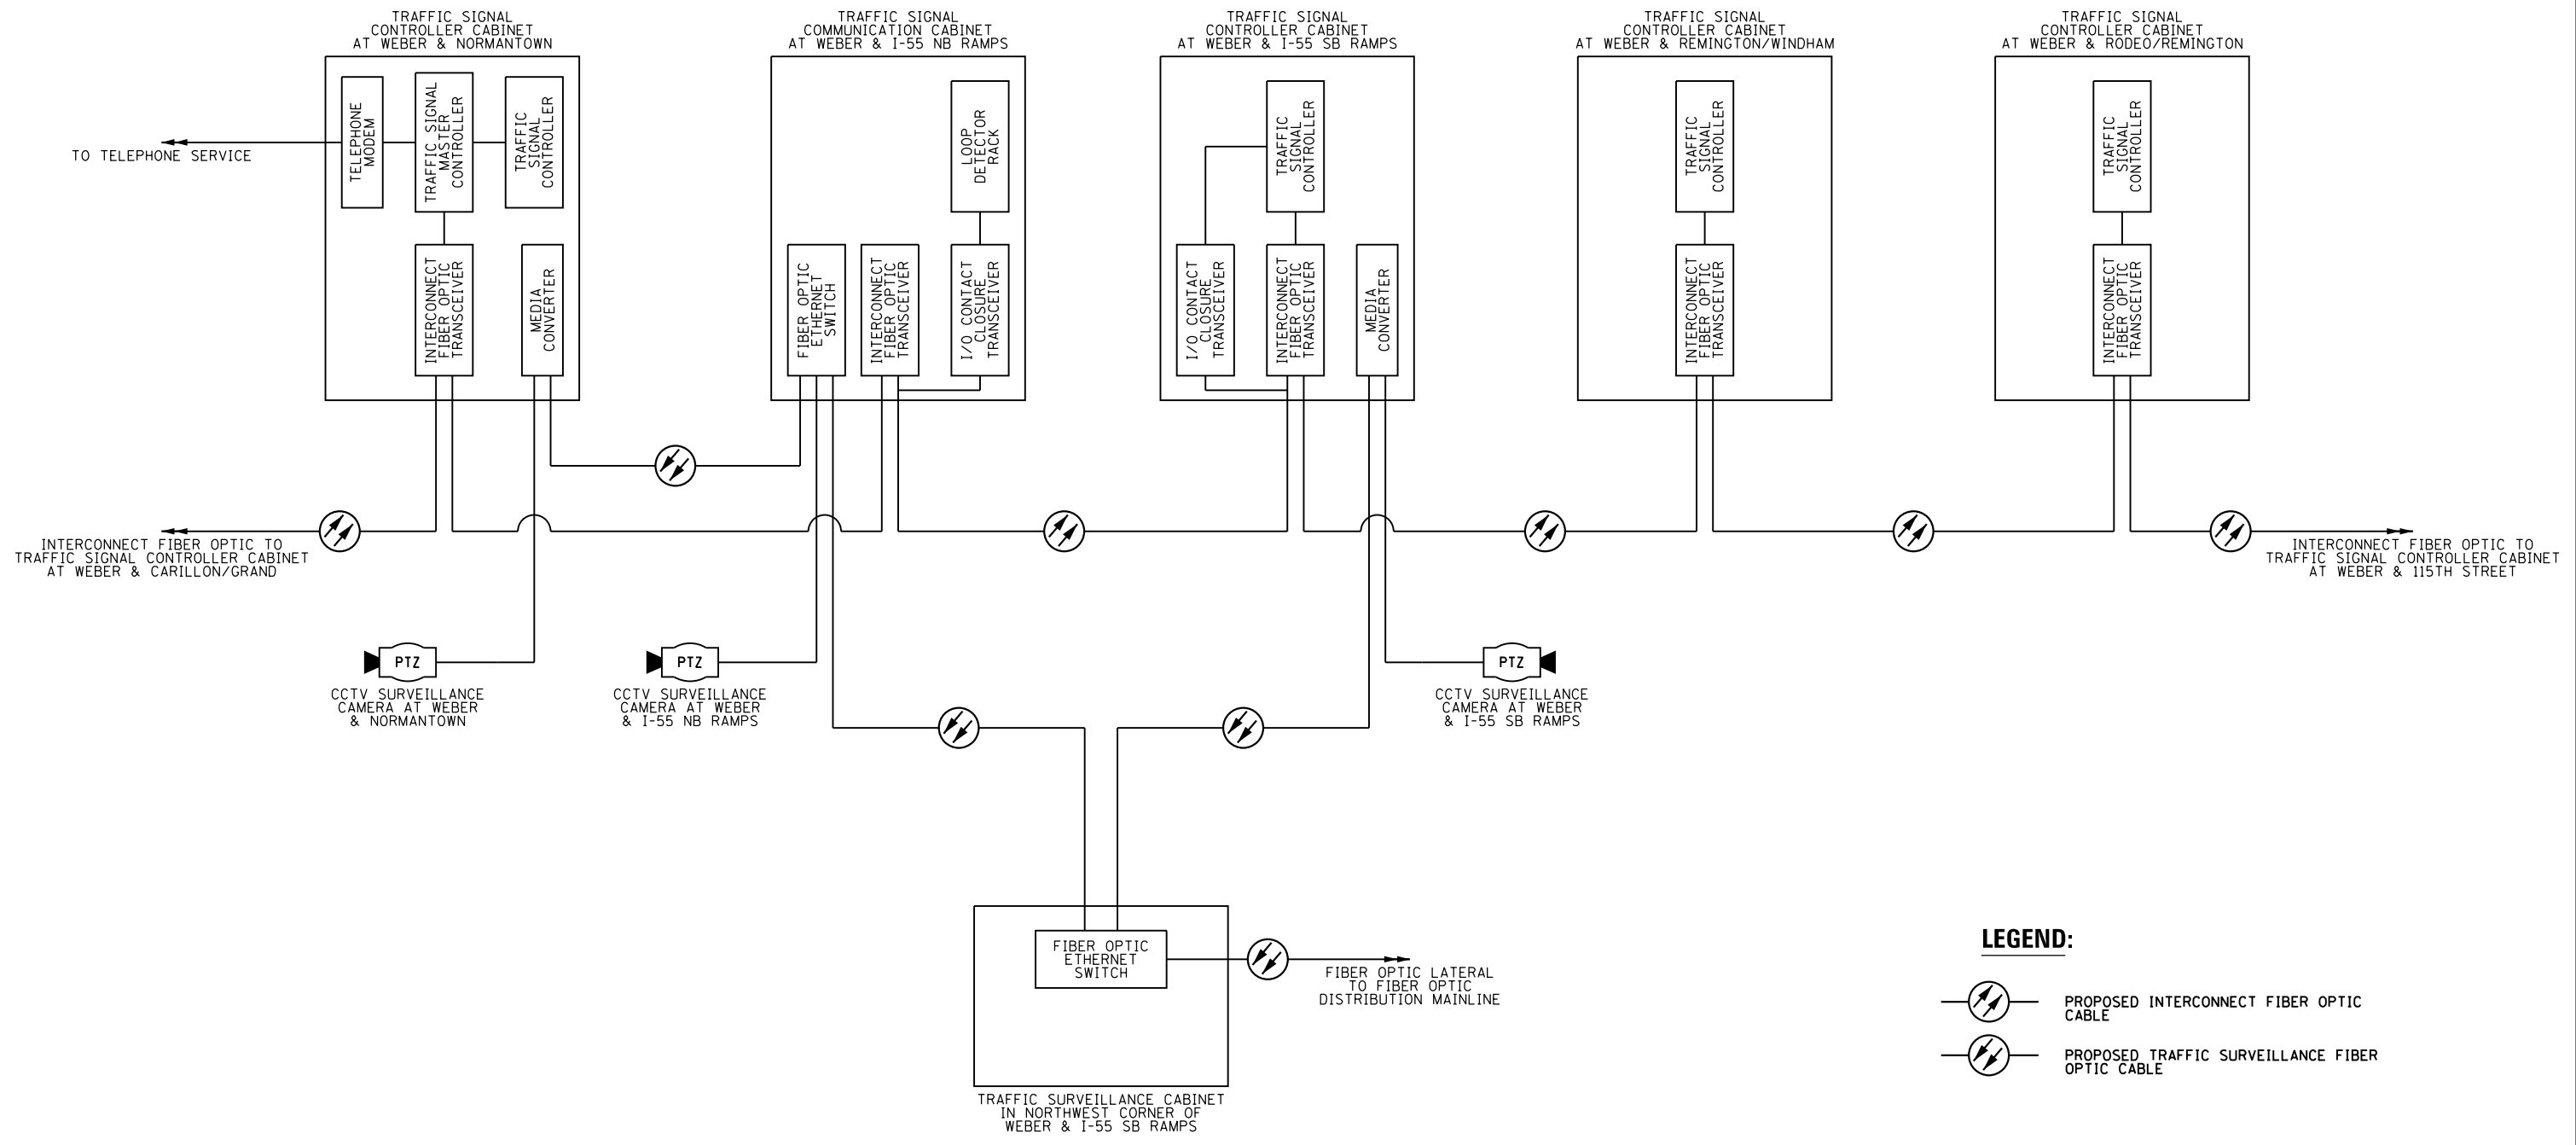 TRAFFIC SIGNAL
CONTROLLER CABINET
AT WEBER & NORMANTOWN
TRAFFIC SIGNAL
COMMUNICATION CABINET
AT WEBER & I-55 NB RAMPS
TRAFFIC SIGNAL
CONTROLLER CABINET
AT WEBER & I-55 SB RAMPS
TRAFFIC SIGNAL
CONTROLLER CABINET
AT WEBER & REMINGTON/WINDHAM
TRAFFIC SIGNAL
CONTROLLER CABINET
AT WEBER & RODEO/REMINGTON
TO TELEPHONE SERVICE
TELEPHONE
MODEM
TRAFFIC SIGNAL
MASTER
CONTROLLER
TRAFFIC
SIGNAL
CONTROLLER
INTERCONNECT
FIBER OPTIC
TRANSCEIVER
MEDIA
CONVERTER
LOOP
DETECTOR
RACK
FIBER OPTIC
ETHERNET
SWITCH
INTERCONNECT
FIBER OPTIC
TRANSCEIVER
I/O CONTACT
CLOSURE
TRANSCEIVER
TRAFFIC
SIGNAL
CONTROLLER
I/O CONTACT
CLOSURE
TRANSCEIVER
INTERCONNECT
FIBER OPTIC
TRANSCEIVER
MEDIA
CONVERTER
TRAFFIC
SIGNAL
CONTROLLER
INTERCONNECT
FIBER OPTIC
TRANSCEIVER
TRAFFIC
SIGNAL
CONTROLLER
INTERCONNECT
FIBER OPTIC
TRANSCEIVER
INTERCONNECT FIBER OPTIC TO
TRAFFIC SIGNAL CONTROLLER CABINET
AT WEBER & CARILLON/GRAND
INTERCONNECT FIBER OPTIC TO
TRAFFIC SIGNAL CONTROLLER CABINET
AT WEBER & 115TH STREET
PTZ
CCTV SURVEILLANCE
CAMERA AT WEBER
& NORMANTOWN
PTZ
CCTV SURVEILLANCE
CAMERA AT WEBER
& I-55 NB RAMPS
PTZ
CCTV SURVEILLANCE
CAMERA AT WEBER
& I-55 SB RAMPS
FIBER OPTIC
ETHERNET
SWITCH
FIBER OPTIC LATERAL
TO FIBER OPTIC
DISTRIBUTION MAINLINE
TRAFFIC SURVEILLANCE CABINET
IN NORTHWEST CORNER OF
WEBER & I-55 SB RAMPS
LEGEND:
PROPOSED INTERCONNECT FIBER OPTIC
CABLE
PROPOSED TRAFFIC SURVEILLANCE FIBER
OPTIC CABLE